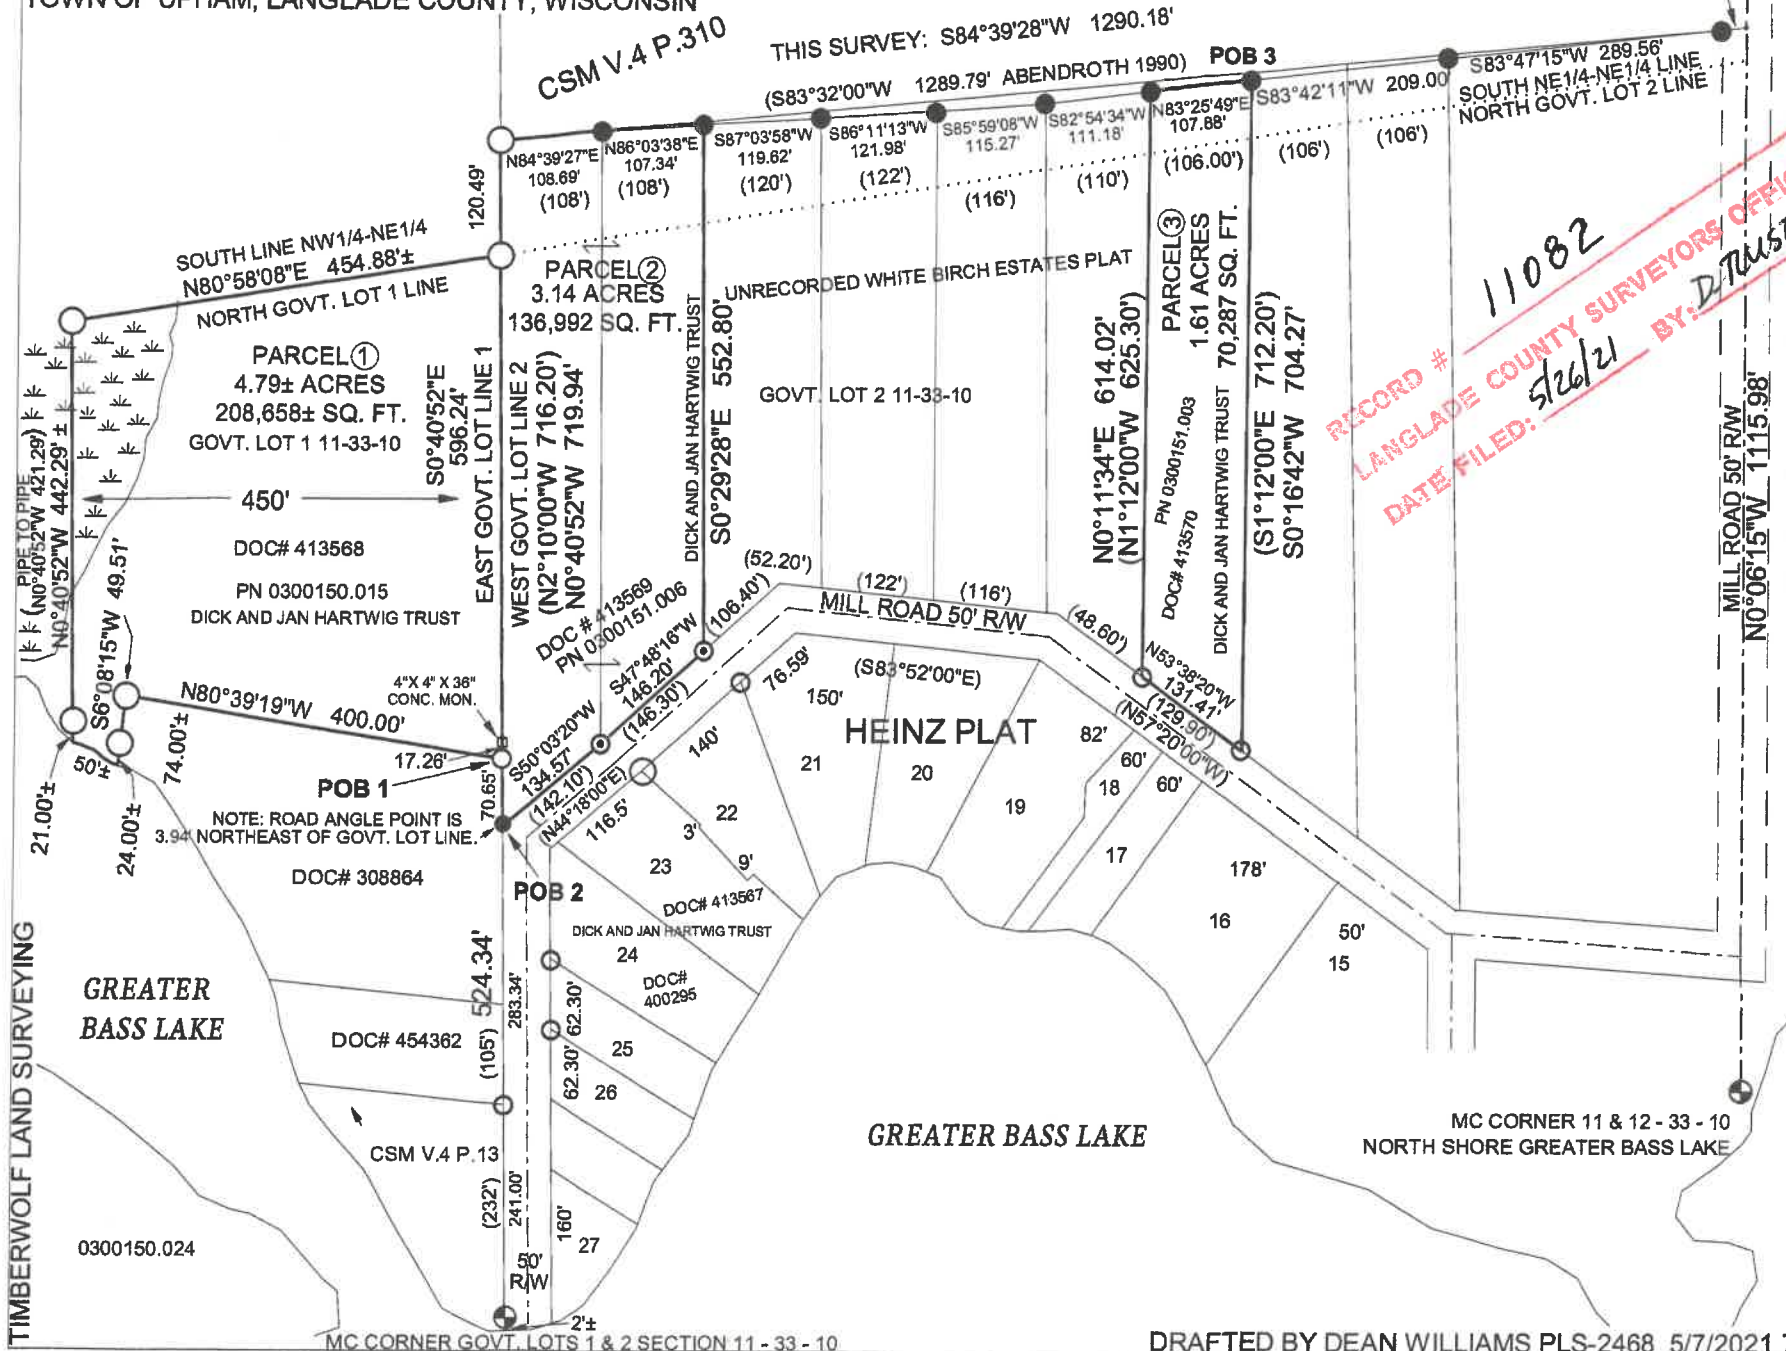 TOWN OF UPHAM, LANGLADE COUNTY, WISCONSIN
CSM V.4 P.310
THIS SURVEY: S84°39'28"W 1290.18'
(S83°32'00"W 1289.79' ABENDROTH 1990)
POB 3
S83°47'15"W 289.56'
SOUTH NE1/4-NE1/4 LINE
NORTH GOVT. LOT 2 LINE
S83°42'11"W 209.00'
N84°39'27"E
108.69'
(108')
N86°03'38"E
107.34'
(108')
S87°03'58"W
119.62'
(120')
S86°11'13"W
121.98'
(122')
S85°59'08"W
115.27'
(116')
S82°54'34"W
111.18'
(110')
N83°25'49"E
107.88'
(106.00')
(106')
(106')
120.49'
SOUTH LINE NW1/4-NE1/4
N80°58'08"E 454.88'±
NORTH GOVT. LOT 1 LINE
PARCEL 1
4.79± ACRES
208,658± SQ. FT.
GOVT. LOT 1 11-33-10
450'
DOC# 413568
PN 0300150.015
DICK AND JAN HARTWIG TRUST
PIPE TO PIPE
(N0°40'52"W 421.29')
N0°40'52"W 442.29' ±
S6°08'15"W 49.51'
S0°40'52"E
596.24'
EAST GOVT. LOT LINE 1
WEST GOVT. LOT LINE 2
(N2°10'00"W 716.20')
N0°40'52"W 719.94'
PARCEL 2
3.14 ACRES
136,992 SQ. FT.
DICK AND JAN HARTWIG TRUST
S0°29'28"E 552.80'
UNRECORDED WHITE BIRCH ESTATES PLAT
GOVT. LOT 2 11-33-10
N0°11'34"E 614.02'
(N1°12'00"W 625.30')
PARCEL 3
1.61 ACRES
70,287 SQ. FT.
PN 0300151.003
DOC# 413570
DICK AND JAN HARTWIG TRUST
(S1°12'00"E 712.20')
S0°16'42"W 704.27'
RECORD # 11082
LANGLADE COUNTY SURVEYORS OFFIC
DATE FILED: 5/26/21 BY:
MILL ROAD 50' R/W
N0°06'15"W 1115.98'
DOC # 413569
PN 0300151.006
(52.20')
(106.40')
(122')
(116')
MILL ROAD 50' R/W
(48.60')
N53°38'20"W
131.41'
(129.90')
(N57°20'00"W)
S47°48'16"W
146.20'
(146.30')
S50°03'20"W
134.57'
(142.10')
(N44°18'00"E)
116.5'
140'
76.59'
150'
(S83°52'00"E)
HEINZ PLAT
N80°39'19"W 400.00'
4"X 4" X 36"
CONC. MON.
17.26'
POB 1
70.65'
NOTE: ROAD ANGLE POINT IS
3.94' NORTHEAST OF GOVT. LOT LINE.
50'±
74.00'±
21.00'±
24.00'±
DOC# 308864
POB 2
21
20
19
82'
60'
18
60'
17
178'
16
50'
15
22
3'
9'
23
DOC# 413567
DICK AND JAN HARTWIG TRUST
24
DOC#
400295
62.30'
25
62.30'
26
160'
27
524.34'
283.34'
(105')
DOC# 454362
CSM V.4 P.13
(232')
241.00'
50'
R/W
2'±
GREATER
BASS LAKE
0300150.024
GREATER BASS LAKE
MC CORNER 11 & 12 - 33 - 10
NORTH SHORE GREATER BASS LAKE
TIMBERWOLF LAND SURVEYING
MC CORNER GOVT. LOTS 1 & 2 SECTION 11 - 33 - 10
DRAFTED BY DEAN WILLIAMS PLS-2468 5/7/2021